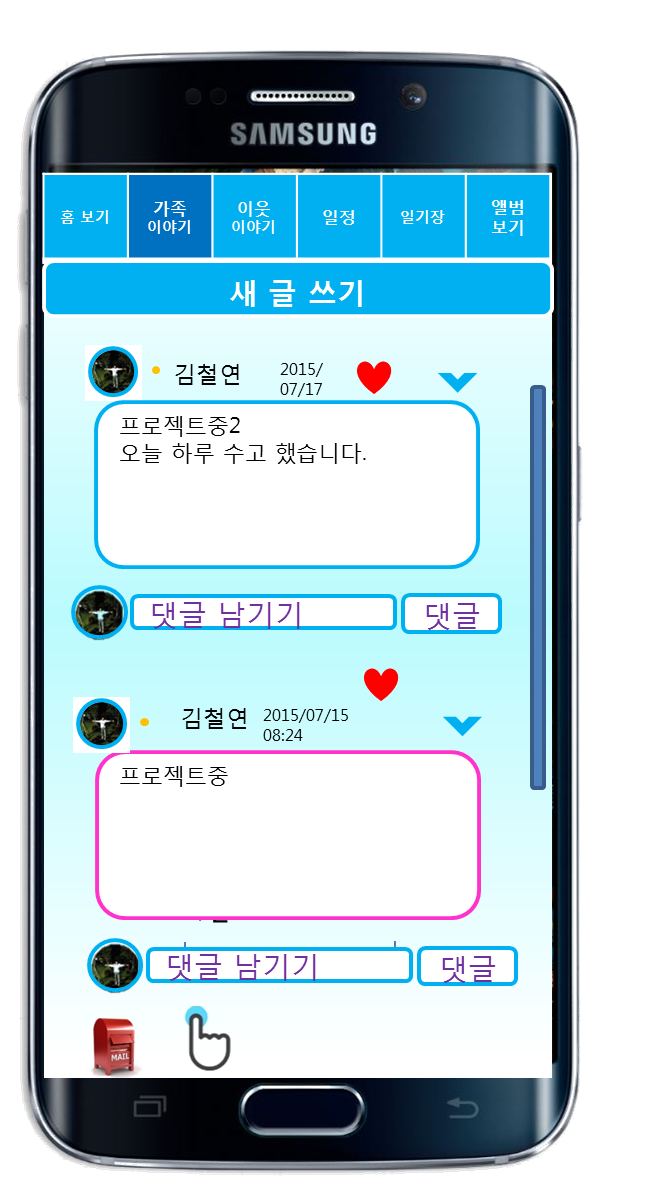 SAMSUNG
홈 보기
가족
이야기
이웃
이야기
일정
일기장
앨범
보기
새 글 쓰기
김철연
2015/
07/17
프로젝트중2
오늘 하루 수고 했습니다.
댓글 남기기
댓글
김철연
2015/07/15
08:24
프로젝트중
댓글 남기기
댓글
MAIL